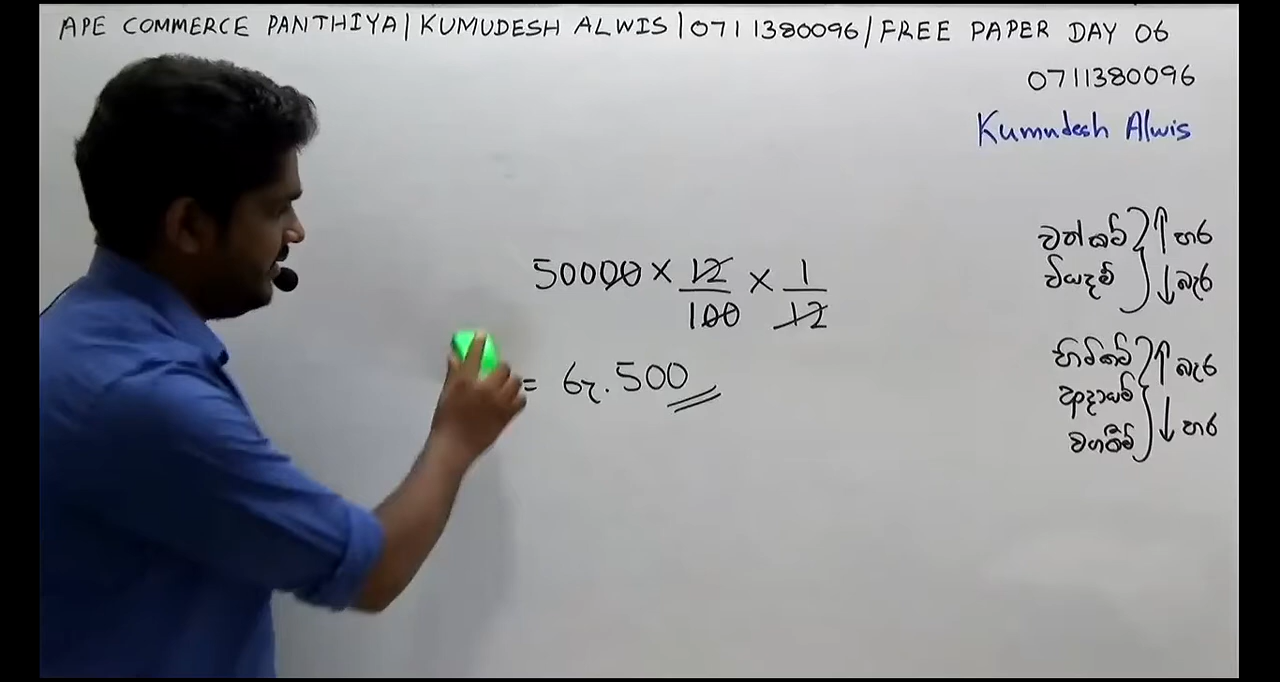 APE COMMERCE PANTHIYA | KUMUDESH ALWIS | 0711380096 / FREE PAPER DAY 06
0711380096
Kumudesh Alwis
50000 × 12/100 × 1/12
= රු. 500
වත්කම් ↑ හර
වියදම් ↓ බැර
හිමිකම් ↑ බැර
ආදායම්
වගකීම් ↓ හර